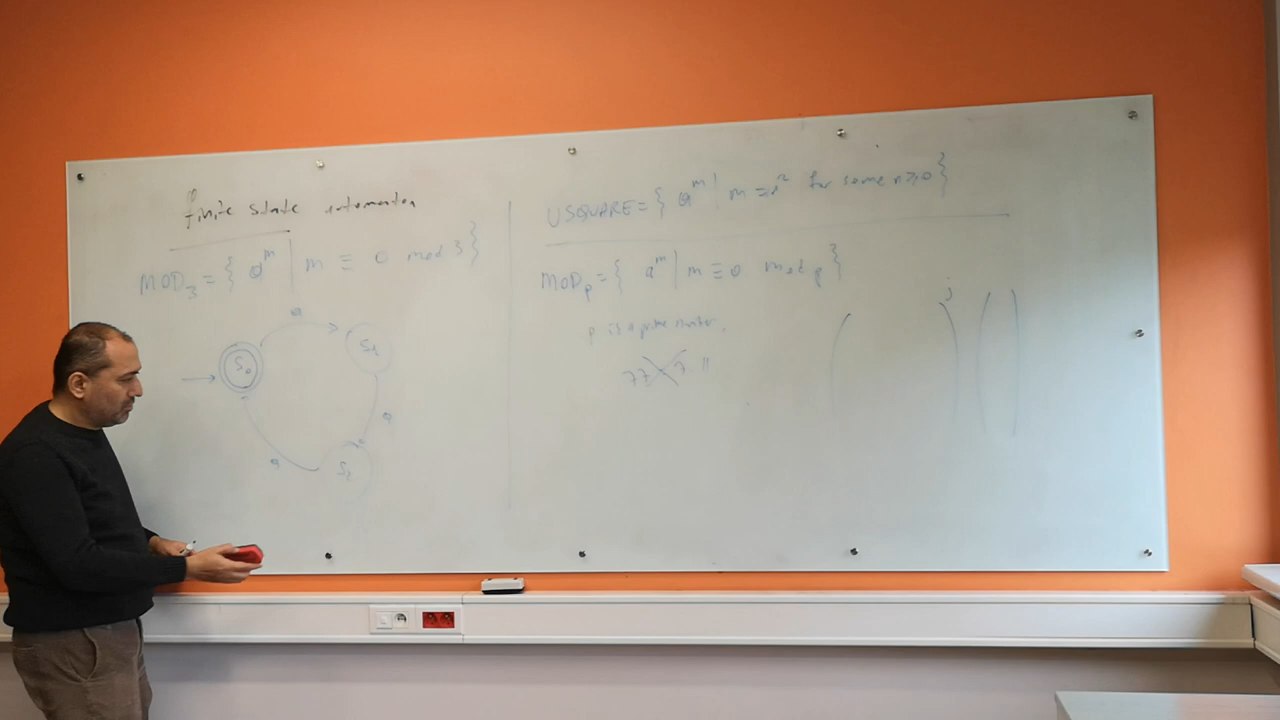 finite state automaton
MOD₃ = { a^m | m ≡ 0 mod 3 }
a
S₀
S₁
a
a
S₂
USQUARE = { a^m | m = n² for some n≥0 }
MODₚ = { a^m | m ≡ 0 mod p }
p is a prime number,